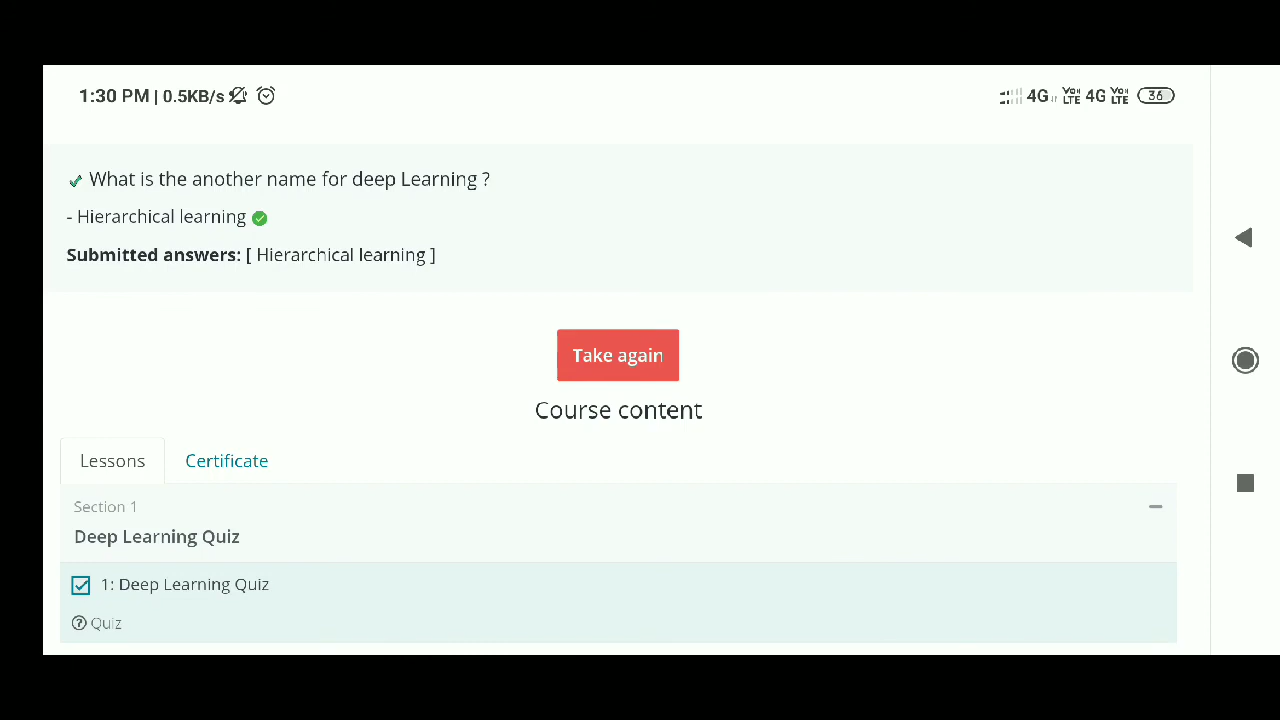 1:30 PM | 0.5KB/s 4G VoLTE 4G VoLTE 36
What is the another name for deep Learning ?
- Hierarchical learning
Submitted answers: [ Hierarchical learning ]
Take again
Course content
Lessons Certificate
Section 1
Deep Learning Quiz
1: Deep Learning Quiz
Quiz